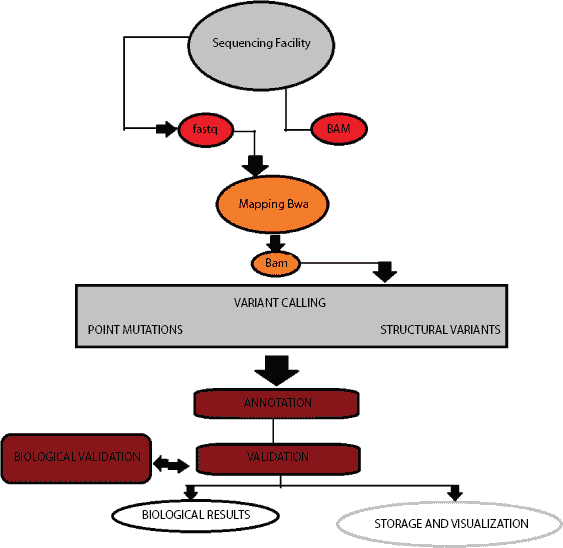 Sequencing Facility
fastq
BAM
Mapping Bwa
Bam
VARIANT CALLING
POINT MUTATIONS
STRUCTURAL VARIANTS
ANNOTATION
BIOLOGICAL VALIDATION
VALIDATION
BIOLOGICAL RESULTS
STORAGE AND VISUALIZATION